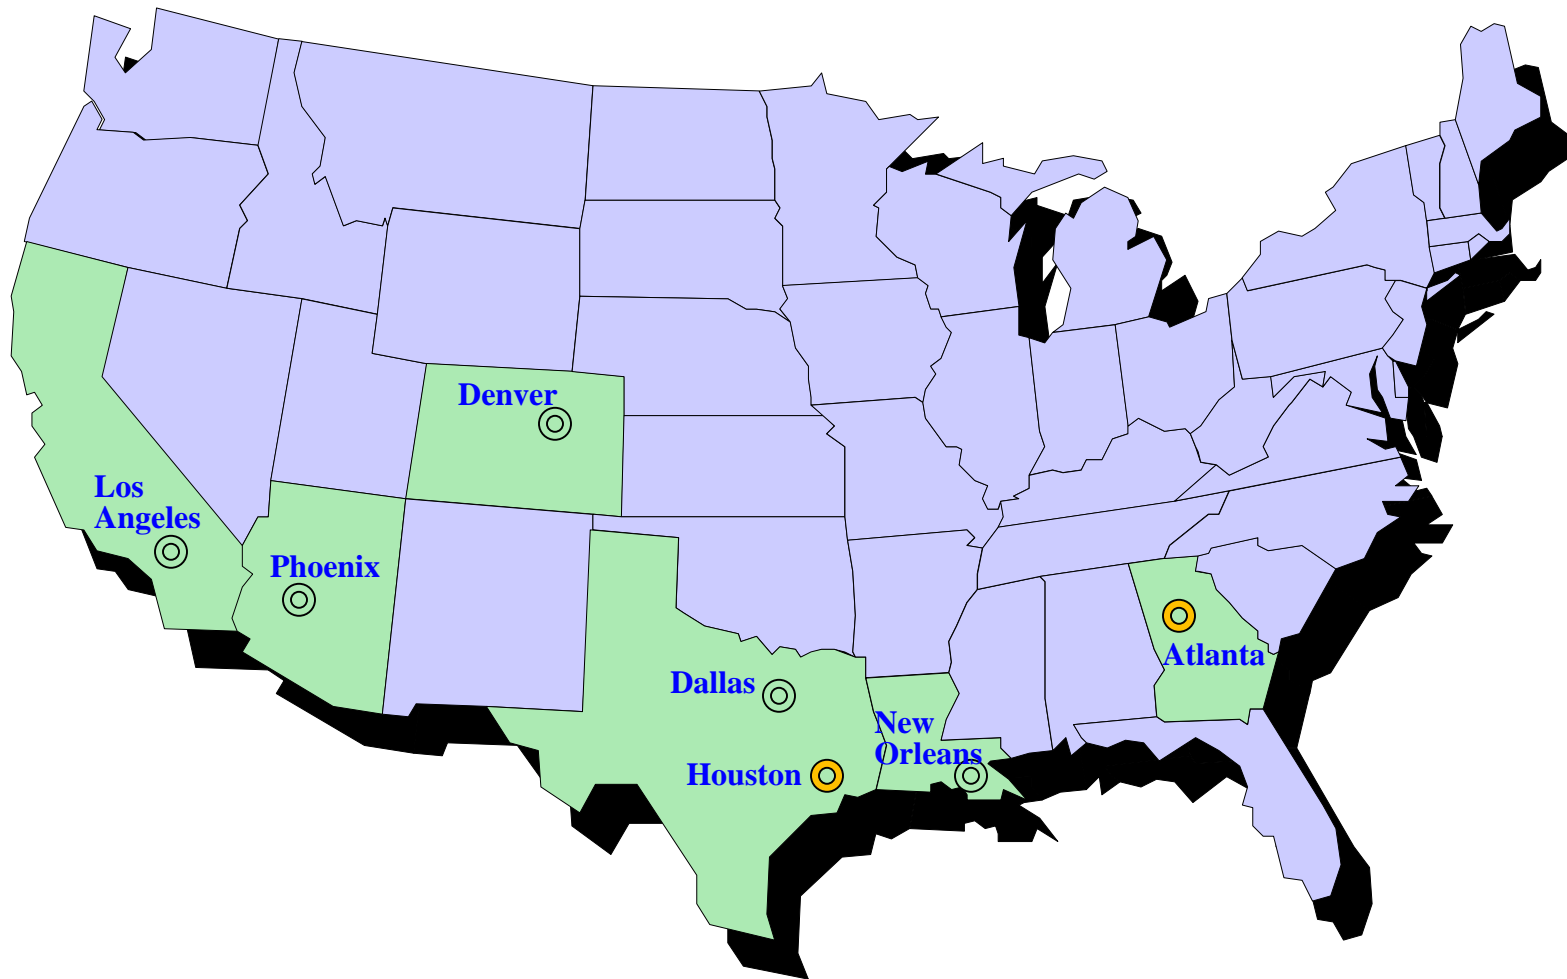 Denver
Los
Angeles
Phoenix
Dallas
New
Orleans
Houston
Atlanta